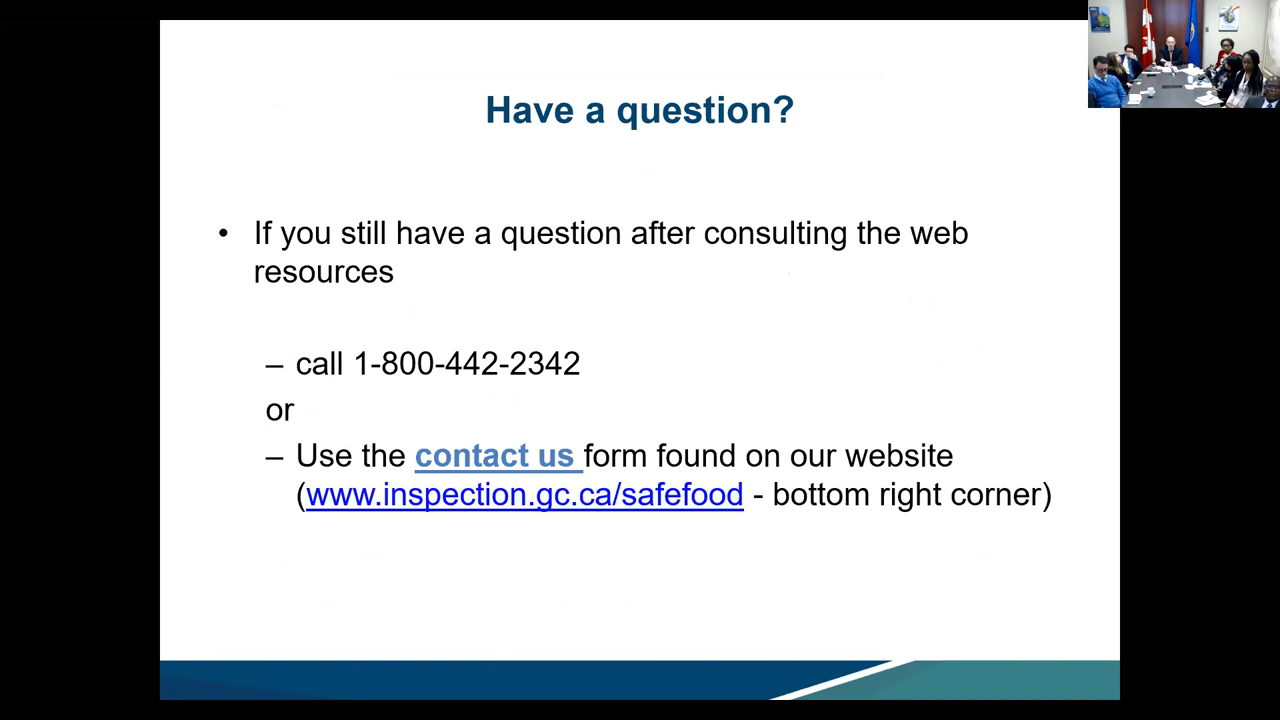 Have a question?
• If you still have a question after consulting the web
resources
– call 1-800-442-2342
or
– Use the contact us form found on our website
(www.inspection.gc.ca/safefood - bottom right corner)